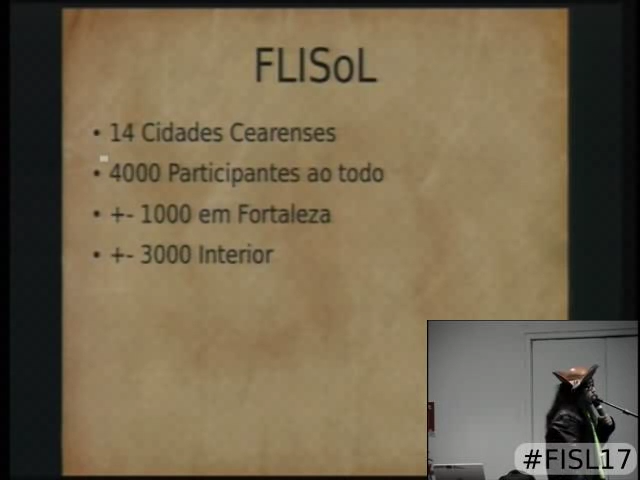 FLISoL
• 14 Cidades Cearenses
• 4000 Participantes ao todo
• +- 1000 em Fortaleza
• +- 3000 Interior
#FISL17